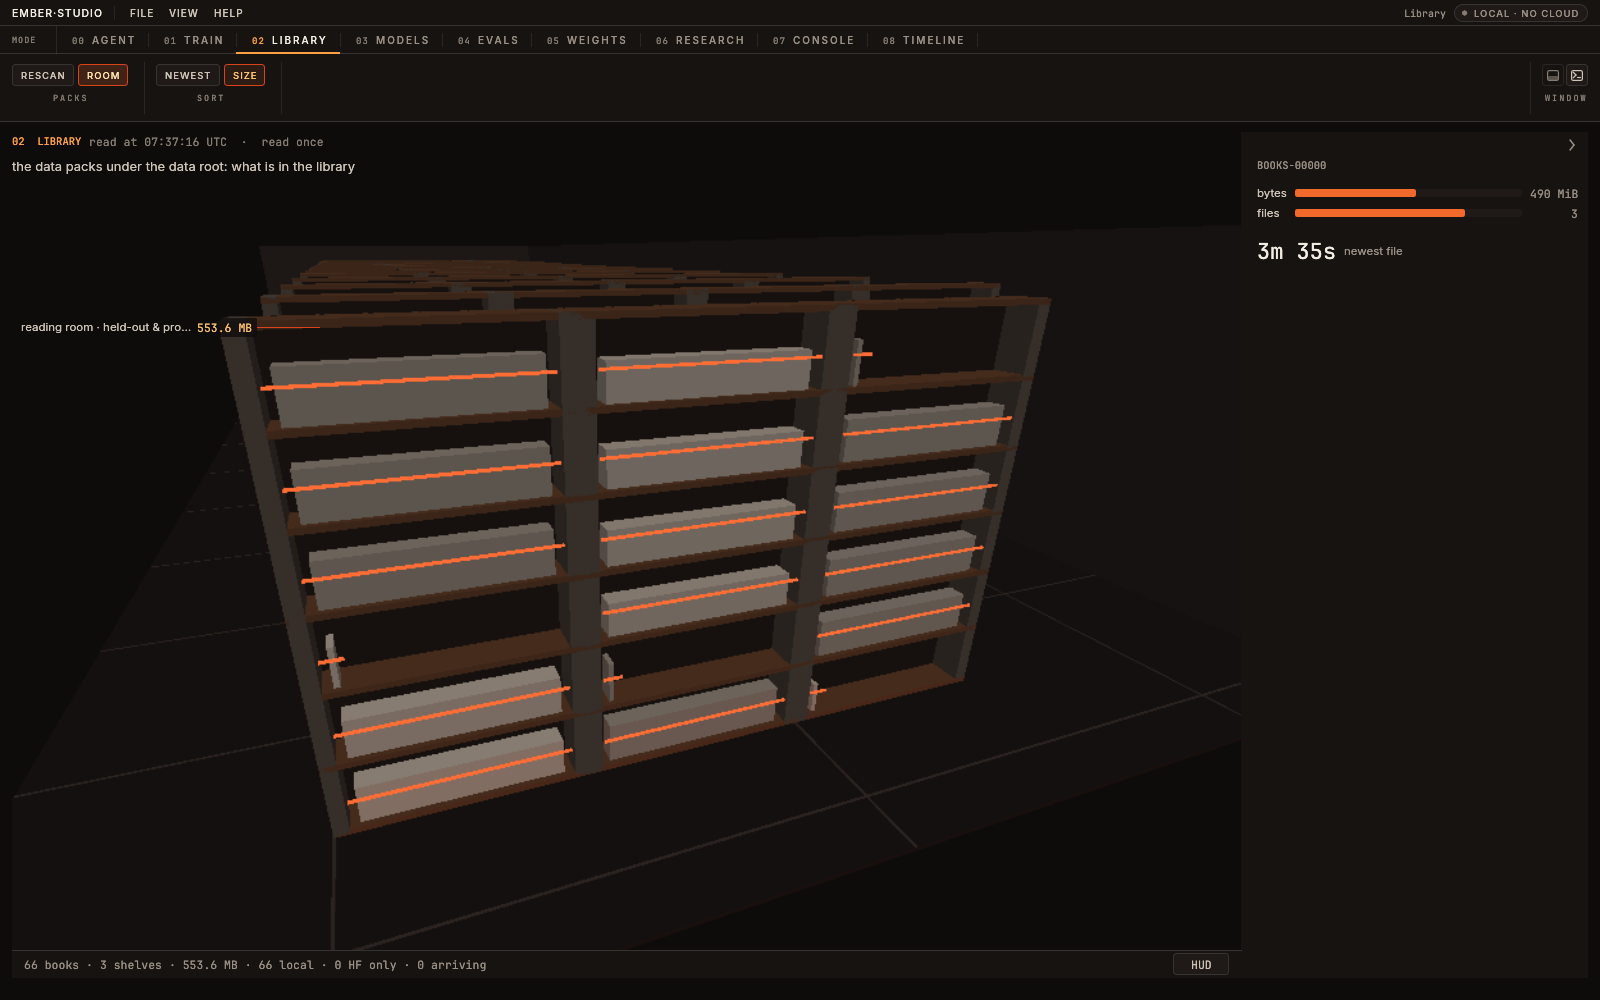 EMBER·STUDIO FILE VIEW HELP Library LOCAL · NO CLOUD
MODE 00 AGENT 01 TRAIN 02 LIBRARY 03 MODELS 04 EVALS 05 WEIGHTS 06 RESEARCH 07 CONSOLE 08 TIMELINE
RESCAN ROOM NEWEST SIZE
PACKS SORT WINDOW
02 LIBRARY read at 07:37:16 UTC · read once
the data packs under the data root: what is in the library
BOOKS-00000
bytes 490 MiB
files 3
3m 35s newest file
reading room · held-out & pro... 553.6 MB
66 books · 3 shelves · 553.6 MB · 66 local · 0 HF only · 0 arriving HUD